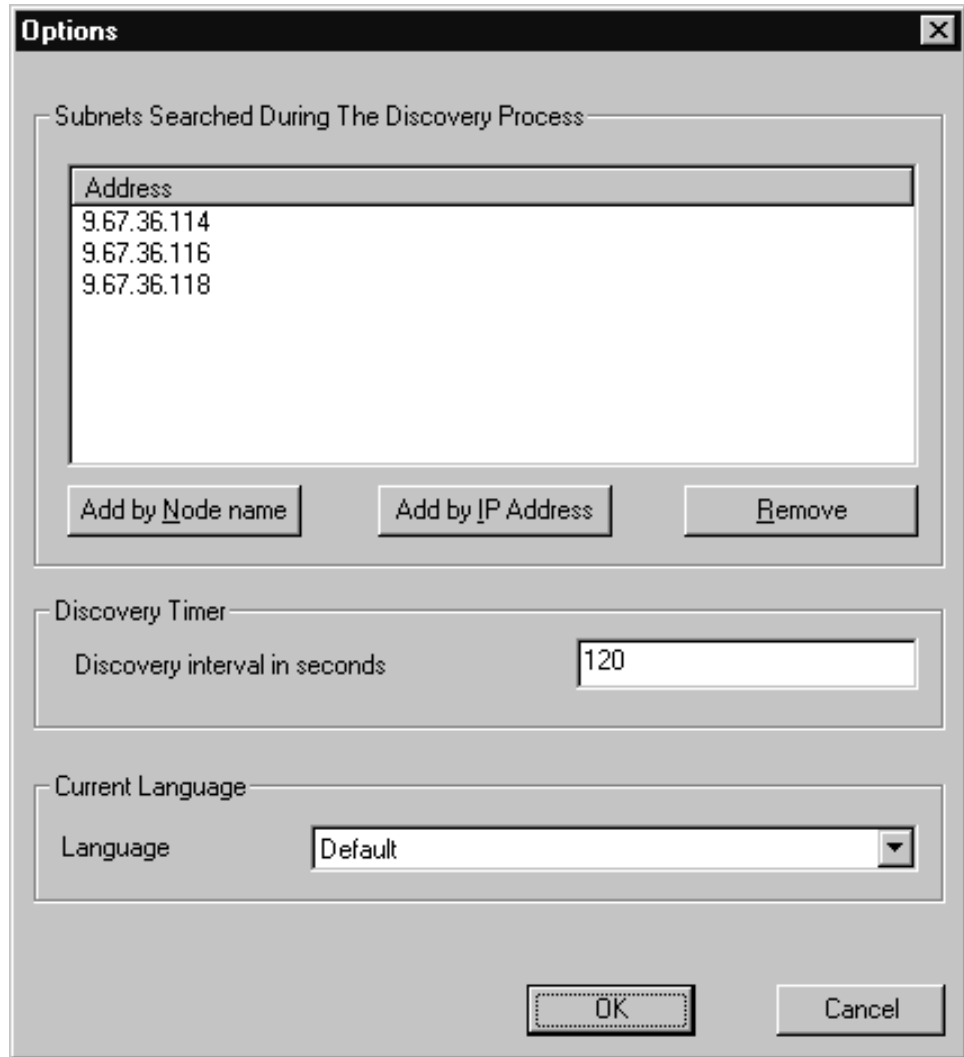 Options
Subnets Searched During The Discovery Process
Address
9.67.36.114
9.67.36.116
9.67.36.118
Add by Node name Add by IP Address Remove
Discovery Timer
Discovery interval in seconds 120
Current Language
Language Default
OK Cancel